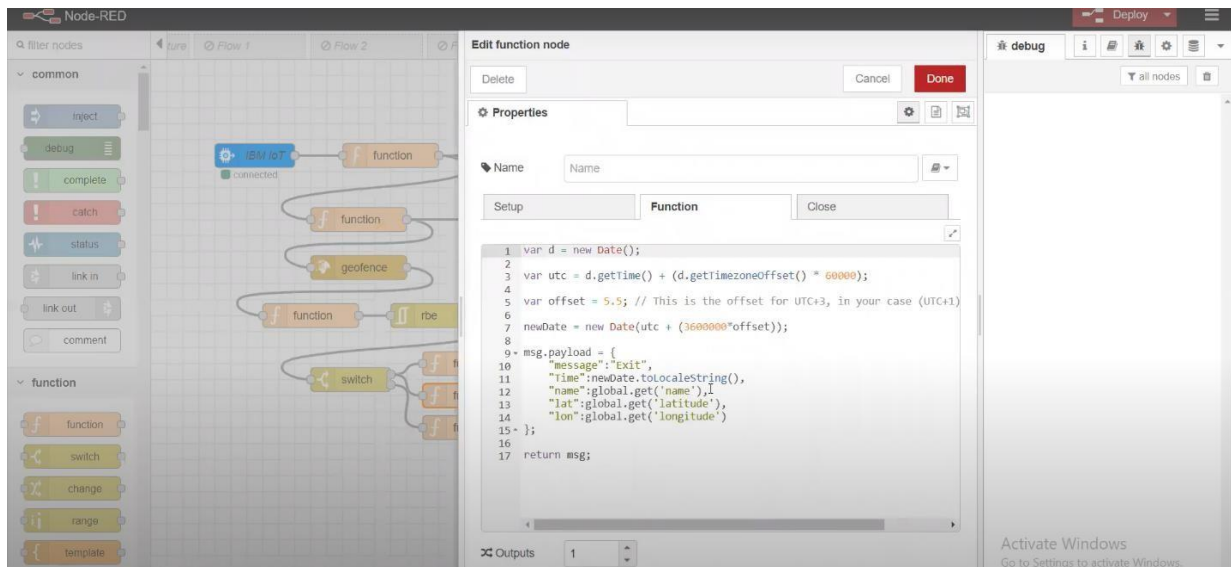 Node-RED
Deploy
filter nodes
ture
Flow 1
Flow 2
Edit function node
debug
i
common
Delete
Cancel
Done
all nodes
inject
Properties
debug
IBM IoT
function
connected
complete
Name
Name
catch
function
Setup
Function
Close
status
geofence
link in
link out
function
rbe
comment
switch
function
function
switch
change
range
template
1 var d = new Date();
2
3 var utc = d.getTime() + (d.getTimezoneOffset() * 60000);
4
5 var offset = 5.5; // This is the offset for UTC+3, in your case (UTC+1)
6
7 newDate = new Date(utc + (3600000*offset));
8
9 msg.payload = {
10 "message":"Exit",
11 "Time":newDate.toLocaleString(),
12 "name":global.get('name'),
13 "lat":global.get('latitude'),
14 "lon":global.get('longitude')
15 };
16
17 return msg;
Outputs
1
Activate Windows
Go to Settings to activate Windows.